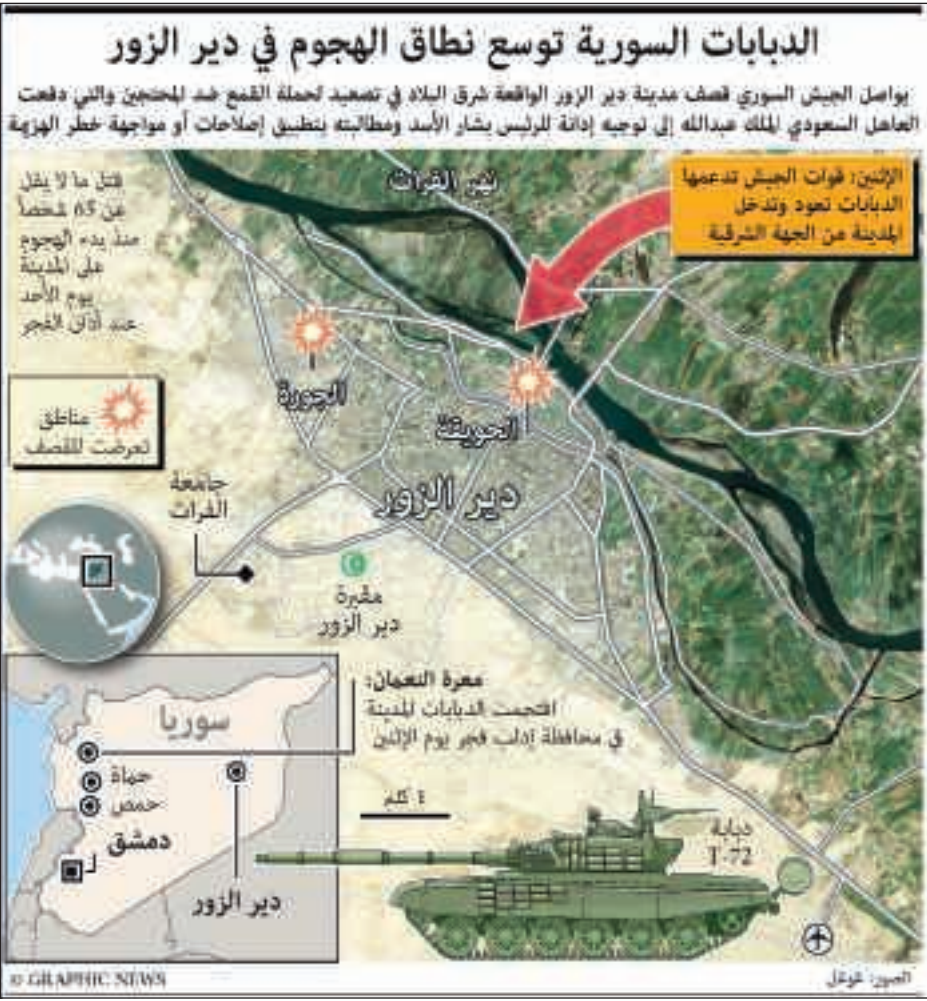 الدبابات السورية توسع نطاق الهجوم في دير الزور
يواصل الجيش السوري قصف مدينة دير الزور الواقعة شرق البلاد في تصعيد لحملة القمع ضد المحتجين والتي دفعت
العاهل السعودي الملك عبدالله إلى توجيه إدانة للرئيس بشار الأسد ومطالبته بتطبيق إصلاحات أو مواجهة خطر الهزيمة
الإثنين: قوات الجيش تدعمها
الدبابات تعود وتدخل
المدينة من الجهة الشرقية
نهر الفرات
قتل ما لا يقل
عن 65 شخصاً
منذ بدء الهجوم
على المدينة
يوم الأحد
عند أذان الفجر
الجورة
الحويقة
مناطق
تعرضت للقصف
دير الزور
جامعة
الفرات
مقبرة
دير الزور
معرة النعمان:
اقتحمت الدبابات المدينة
في محافظة إدلب فجر يوم الإثنين
سوريا
حماة
حمص
دمشق
دير الزور
٤ كلم
دبابة
T-72
© GRAPHIC NEWS
الصور: غوغل